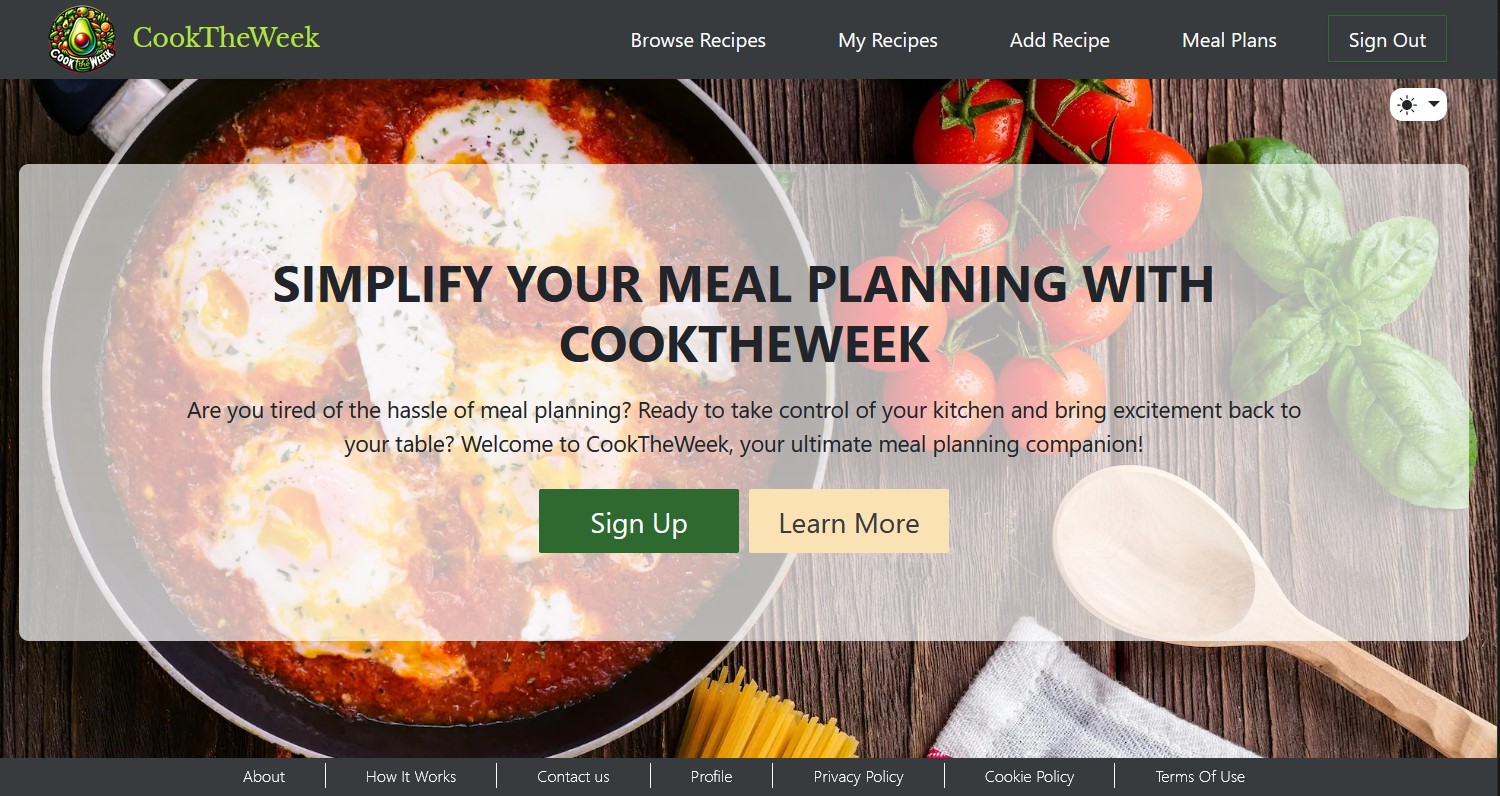 COOK the WEEK
CookTheWeek
Browse Recipes
My Recipes
Add Recipe
Meal Plans
Sign Out
SIMPLIFY YOUR MEAL PLANNING WITH
COOKTHEWEEK
Are you tired of the hassle of meal planning? Ready to take control of your kitchen and bring excitement back to
your table? Welcome to CookTheWeek, your ultimate meal planning companion!
Sign Up
Learn More
About
How It Works
Contact us
Profile
Privacy Policy
Cookie Policy
Terms Of Use